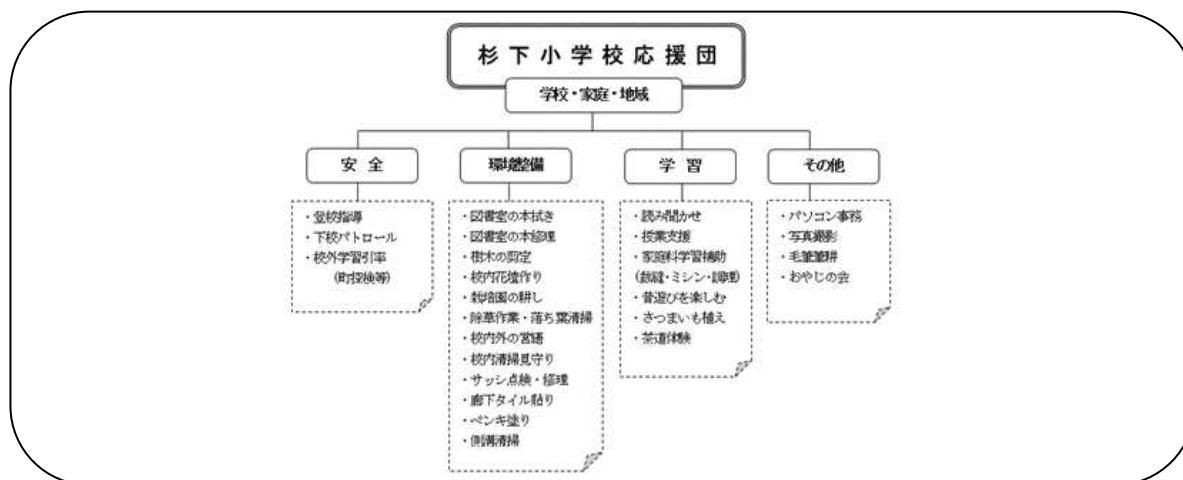 杉下小学校応援団
学校・家庭・地域
安全
・登校指導
・下校パトロール
・校外学習引率
(町探検等)
環境整備
・図書室の本拭き
・図書室の本修理
・樹木の剪定
・校内花壇作り
・栽培園の耕し
・除草作業・落ち葉清掃
・校内外の営繕
・校内清掃見守り
・サッシ点検・修理
・廊下タイル貼り
・ペンキ塗り
・側溝清掃
学習
・読み聞かせ
・授業支援
・家庭科学習補助
(裁縫・ミシン・調理)
・昔遊びを楽しむ
・さつまいも植え
・茶道体験
その他
・パソコン事務
・写真撮影
・毛筆筆耕
・おやじの会